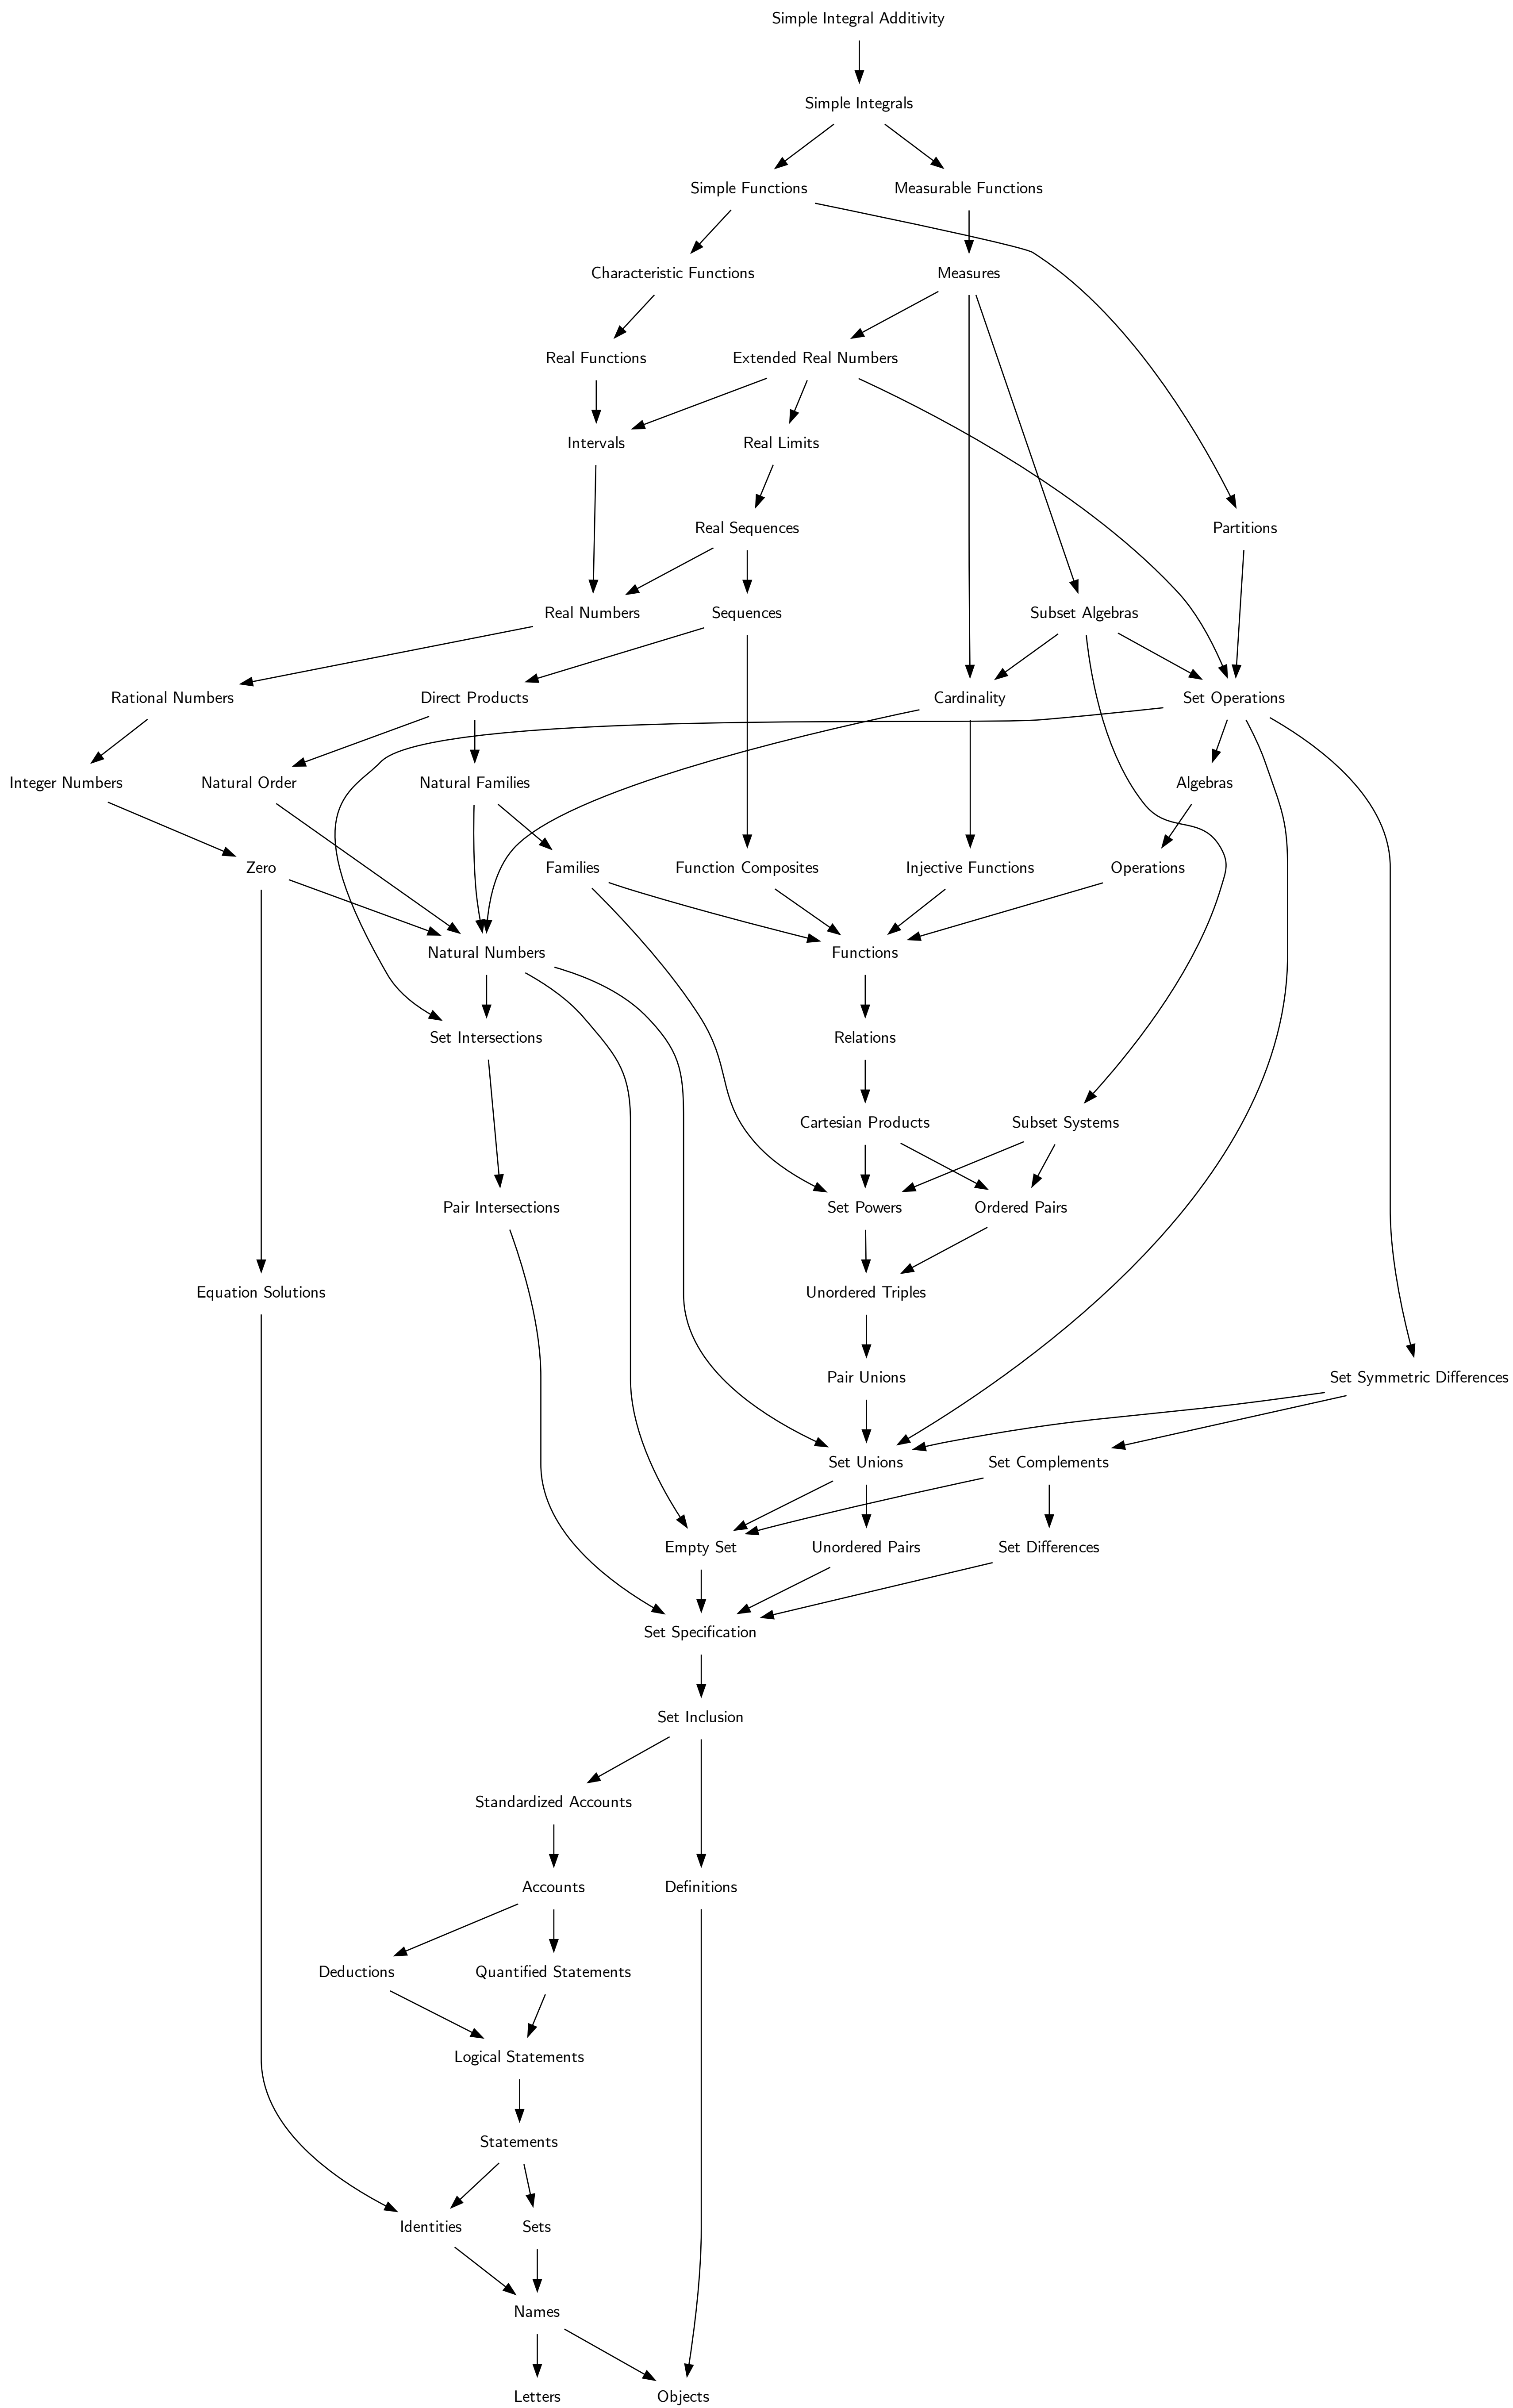 Simple Integral Additivity
Simple Integrals
Simple Functions
Measurable Functions
Characteristic Functions
Measures
Real Functions
Extended Real Numbers
Intervals
Real Limits
Real Sequences
Partitions
Real Numbers
Sequences
Subset Algebras
Rational Numbers
Direct Products
Cardinality
Set Operations
Integer Numbers
Natural Order
Natural Families
Algebras
Zero
Families
Function Composites
Injective Functions
Operations
Natural Numbers
Functions
Set Intersections
Relations
Cartesian Products
Subset Systems
Pair Intersections
Set Powers
Ordered Pairs
Equation Solutions
Unordered Triples
Pair Unions
Set Symmetric Differences
Set Unions
Set Complements
Empty Set
Unordered Pairs
Set Differences
Set Specification
Set Inclusion
Standardized Accounts
Accounts
Definitions
Deductions
Quantified Statements
Logical Statements
Statements
Identities
Sets
Names
Letters
Objects